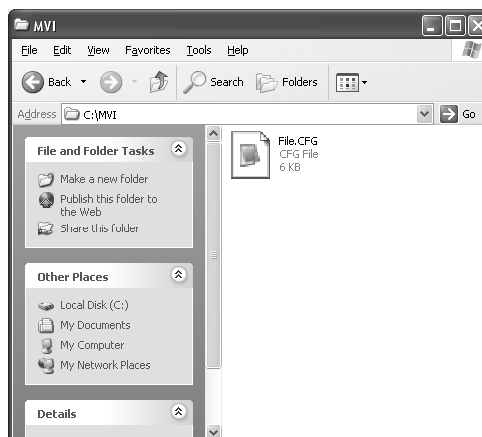 MVI
File Edit View Favorites Tools Help
Back Search Folders
Address C:\MVI Go
File and Folder Tasks
Make a new folder
Publish this folder to
the Web
Share this folder
Other Places
Local Disk (C:)
My Documents
My Computer
My Network Places
Details
File.CFG
CFG File
6 KB